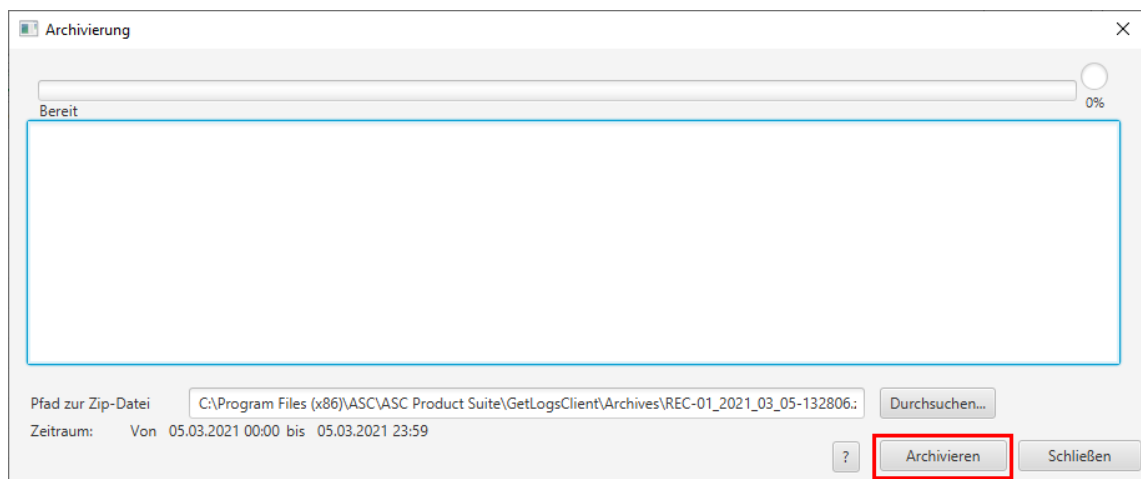 Archivierung
0%
Bereit
Pfad zur Zip-Datei C:\Program Files (x86)\ASC\ASC Product Suite\GetLogsClient\Archives\REC-01_2021_03_05-132806.: Durchsuchen...
Zeitraum: Von 05.03.2021 00:00 bis 05.03.2021 23:59
? Archivieren Schließen